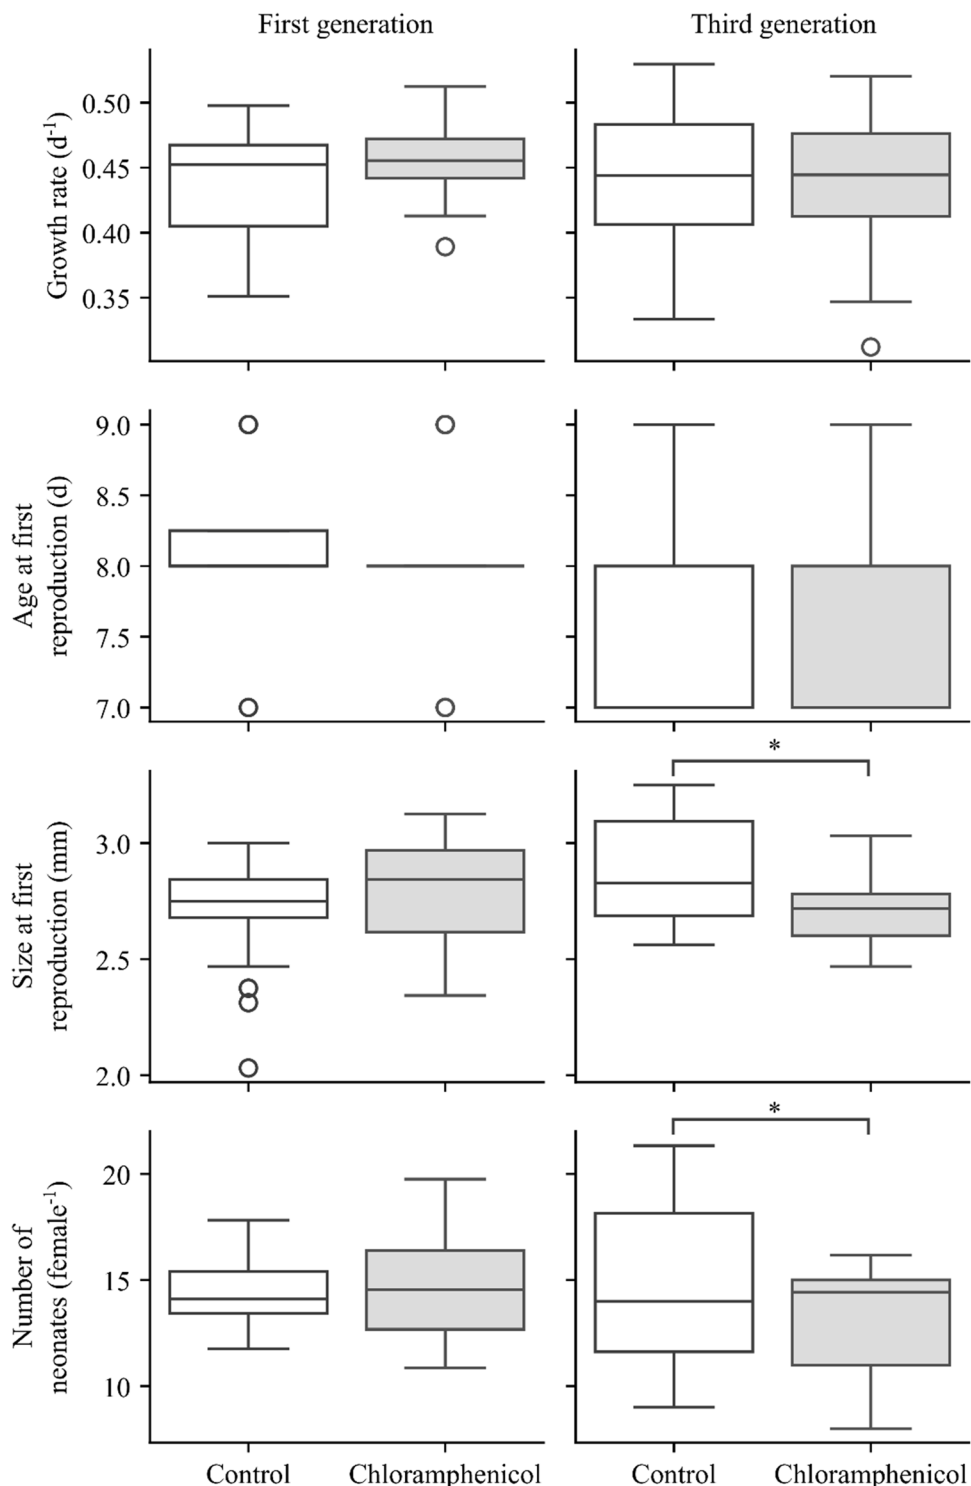 First generation
Third generation
Growth rate (d⁻¹)
0.50
0.45
0.40
0.35
Age at first
reproduction (d)
9.0
8.5
8.0
7.5
7.0
Size at first
reproduction (mm)
3.0
2.5
2.0
*
Number of
neonates (female⁻¹)
20
15
10
*
Control
Chloramphenicol
Control
Chloramphenicol